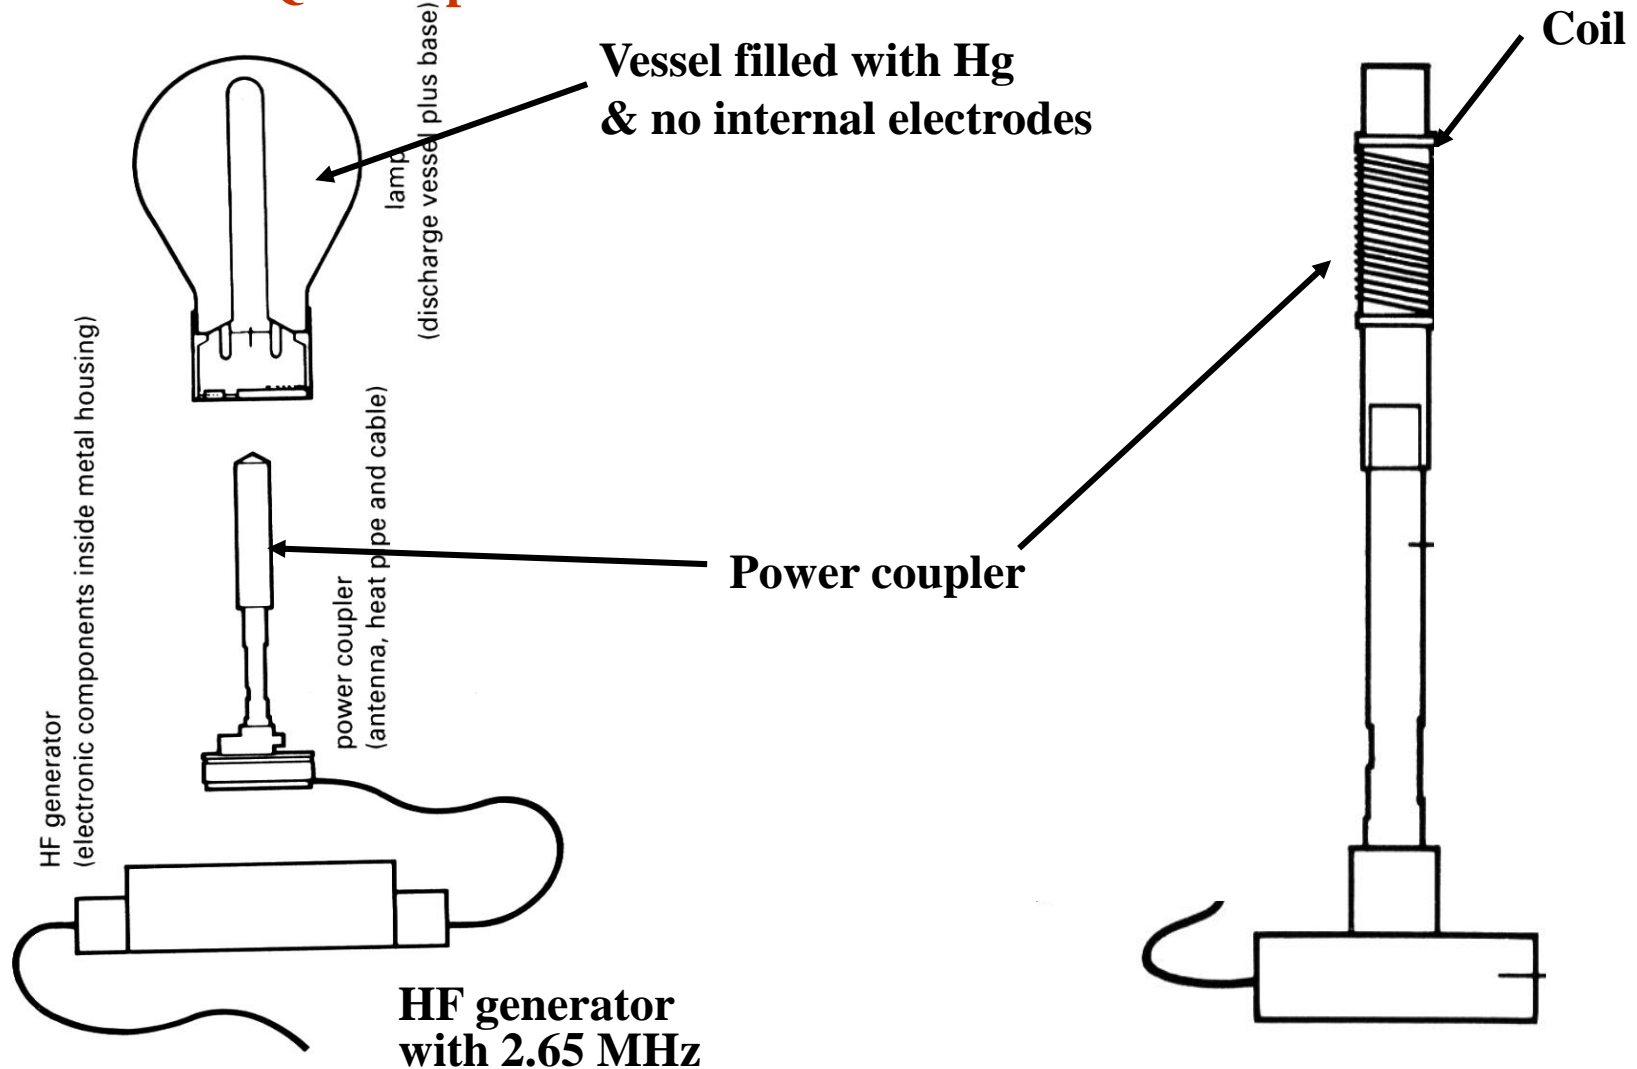 Vessel filled with Hg
& no internal electrodes
Coil
lamp
(discharge vessel plus base)
HF generator
(electronic components inside metal housing)
power coupler
(antenna, heat pipe and cable)
Power coupler
HF generator
with 2.65 MHz